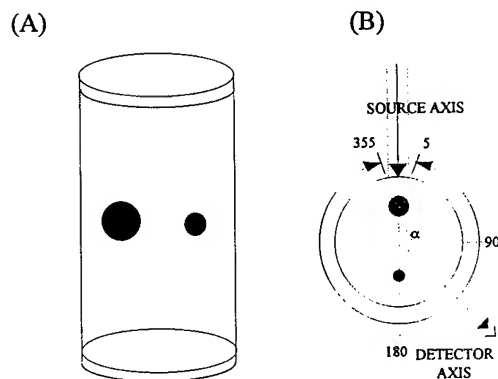 (A)
(B)
SOURCE AXIS
355
5
α
90
180
DETECTOR
AXIS